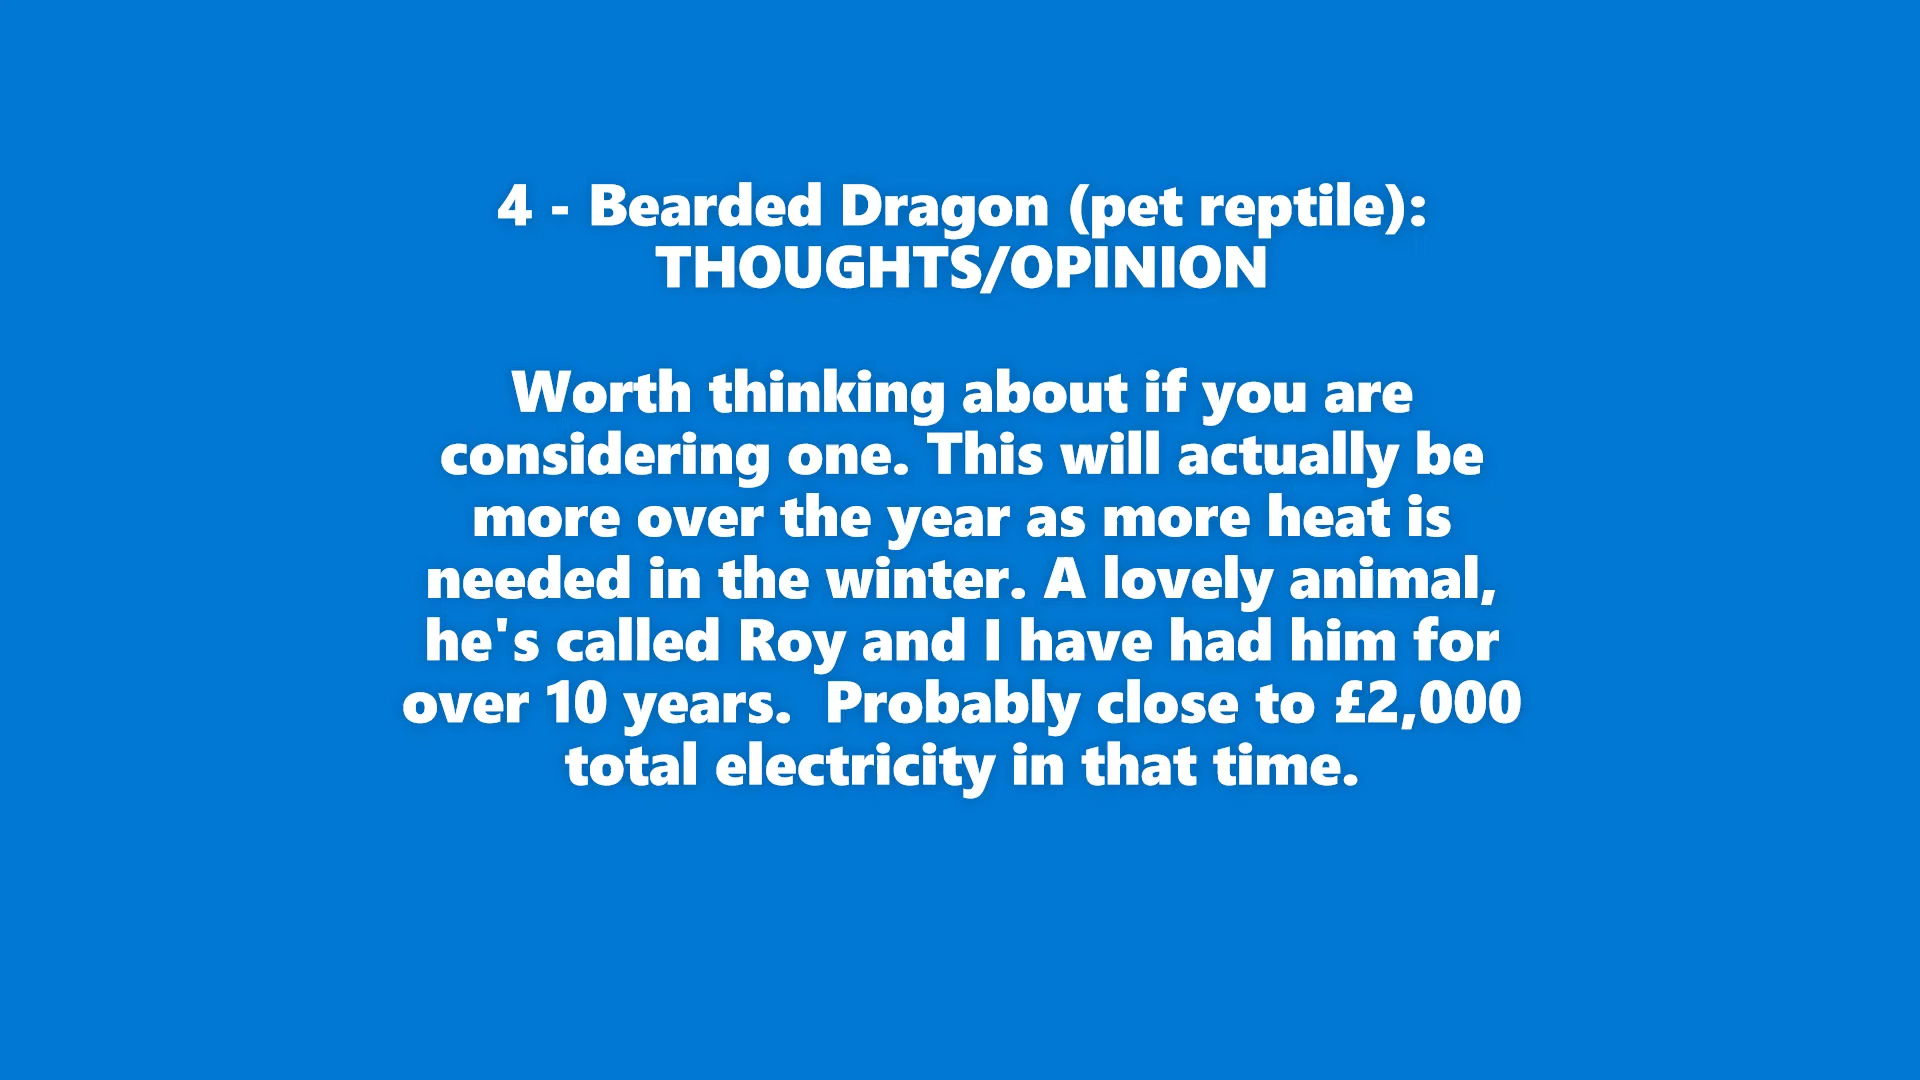 4 - Bearded Dragon (pet reptile):
THOUGHTS/OPINION
Worth thinking about if you are
considering one. This will actually be
more over the year as more heat is
needed in the winter. A lovely animal,
he's called Roy and I have had him for
over 10 years.  Probably close to £2,000
total electricity in that time.